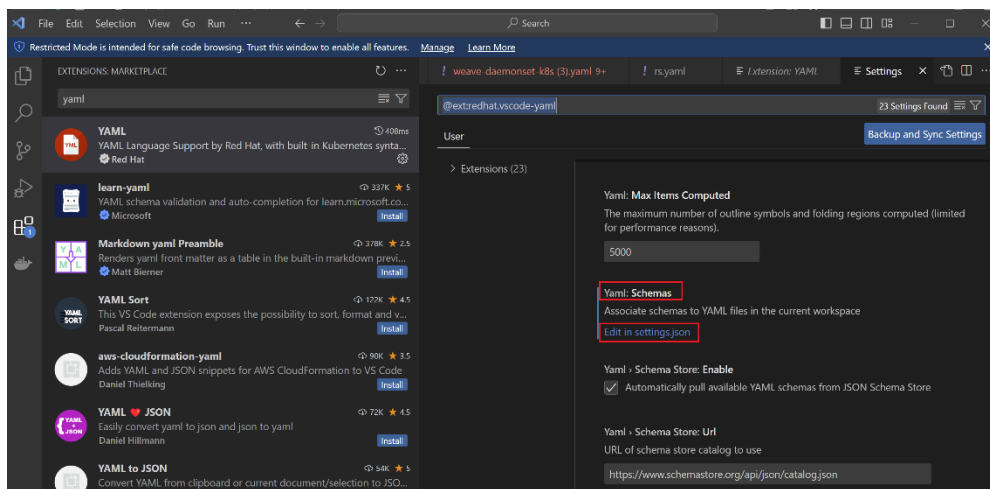 File Edit Selection View Go Run ... Search
Restricted Mode is intended for safe code browsing. Trust this window to enable all features. Manage Learn More
EXTENSIONS: MARKETPLACE
yaml
YAML 408ms
YAML Language Support by Red Hat, with built in Kubernetes synta...
Red Hat
learn-yaml 337K ★ 5
YAML schema validation and auto-completion for learn.microsoft.co...
Microsoft Install
Markdown yaml Preamble 378K ★ 2.5
Renders yaml front matter as a table in the built-in markdown previ...
Matt Bierner Install
YAML Sort 122K ★ 4.5
This VS Code extension exposes the possibility to sort, format and v...
Pascal Reitermann Install
aws-cloudformation-yaml 90K ★ 3.5
Adds YAML and JSON snippets for AWS CloudFormation to VS Code
Daniel Thielking Install
YAML ❤ JSON 72K ★ 4.5
Easily convert yaml to json and json to yaml
Daniel Hillmann Install
YAML to JSON 54K ★ 5
Convert YAML from clipboard or current document/selection to JSO...
YML
YAML
YAML SORT
YAML + JSON
1
! weave-daemonset-k8s (3).yaml 9+ ! rs.yaml Extension: YAML Settings
@ext:redhat.vscode-yaml 23 Settings Found
User Backup and Sync Settings
Extensions (23)
Yaml: Max Items Computed
The maximum number of outline symbols and folding regions computed (limited
for performance reasons).
5000
Yaml: Schemas
Associate schemas to YAML files in the current workspace
Edit in settings.json
Yaml › Schema Store: Enable
Automatically pull available YAML schemas from JSON Schema Store
Yaml › Schema Store: Url
URL of schema store catalog to use
https://www.schemastore.org/api/json/catalog.json